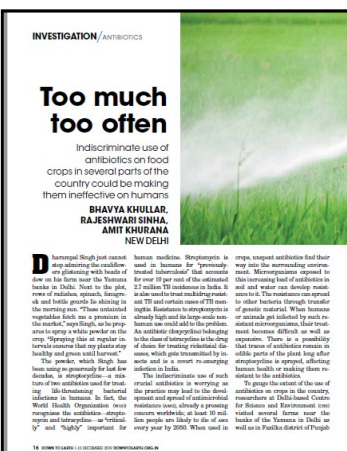 INVESTIGATION/ANTIBIOTICS
Too much
too often
Indiscriminate use of
antibiotics on food
crops in several parts of the
country could be making
them ineffective on humans
BHAVYA KHULLAR,
RAJESHWARI SINHA,
AMIT KHURANA
NEW DELHI
Dharampal Singh just cannot
stop admiring the cauliflow-
ers glistening with beads of
dew on his farm near the Yamuna
banks in Delhi. Next to the plot,
rows of radishes, spinach, fenugre-
ek and bottle gourds lie shining in
the morning sun. "These untainted
vegetables fetch me a premium in
the market," says Singh, as he prep-
ares to spray a white powder on the
crop. "Spraying this at regular in-
tervals ensures that my plants stay
healthy and green until harvest."
The powder, which Singh has
been using so generously for last few
decades, is streptocycline—a mix-
ture of two antibiotics used for treat-
ing life-threatening bacterial
infections in humans. In fact, the
World Health Organization (WHO)
recognises the antibiotics—strepto-
mycin and tetracycline—as "critical-
ly" and "highly" important for
human medicine. Streptomycin is
used in humans for "previously-
treated tuberculosis" that accounts
for over 10 per cent of the estimated
2.7 million TB incidences in India. It
is also used to treat multidrug resist-
ant TB and certain cases of TB men-
ingitis. Resistance to streptomycin is
already high and its large-scale non-
human use could add to the problem.
An antibiotic doxycycline belonging
to the class of tetracycline is the drug
of choice for treating rickettsial dis-
eases, which gets transmitted by in-
sects and is a covert re-emerging
infection in India.
The indiscriminate use of such
crucial antibiotics is worrying as
the practice may lead to the devel-
opment and spread of antimicrobial
resistance (AMR), already a pressing
concern worldwide; at least 10 mil-
lion people are likely to die of AMR
every year by 2050. When used in
crops, unspent antibiotics find their
way into the surrounding environ-
ment. Microorganisms exposed to
this increasing load of antibiotics in
soil and water can develop resist-
ance to it. The resistance can spread
to other bacteria through transfer
of genetic material. When humans
or animals get infected by such re-
sistant microorganisms, their treat-
ment becomes difficult as well as
expensive. There is a possibility
that traces of antibiotics remain in
edible parts of the plant long after
streptocycline is sprayed, affecting
human health or making them re-
sistant to the antibiotics.
To gauge the extent of the use of
antibiotics on crops in the country,
researchers at Delhi-based Centre
for Science and Environment (CSE)
visited several farms near the
banks of the Yamuna in Delhi as
well as in Fazilka district of Punjab
16 DOWN TO EARTH 1-15 DECEMBER 2019 DOWNTOEARTH.ORG.IN